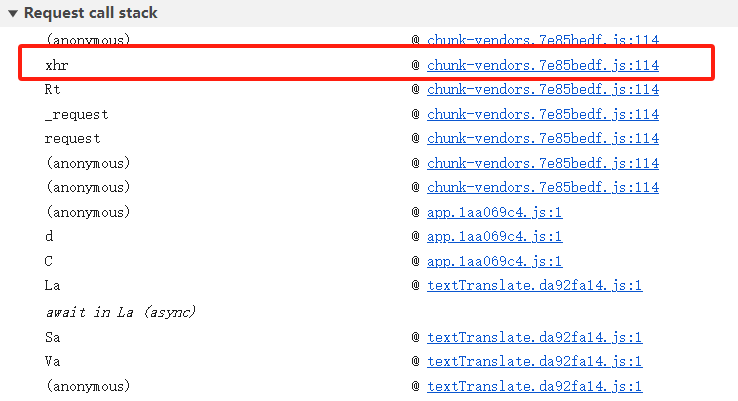 ▼ Request call stack
(anonymous) @ chunk-vendors.7e85bedf.js:114
xhr @ chunk-vendors.7e85bedf.js:114
Rt @ chunk-vendors.7e85bedf.js:114
_request @ chunk-vendors.7e85bedf.js:114
request @ chunk-vendors.7e85bedf.js:114
(anonymous) @ chunk-vendors.7e85bedf.js:114
(anonymous) @ chunk-vendors.7e85bedf.js:114
(anonymous) @ app.1aa069c4.js:1
d @ app.1aa069c4.js:1
C @ app.1aa069c4.js:1
La @ textTranslate.da92fa14.js:1
await in La (async)
Sa @ textTranslate.da92fa14.js:1
Va @ textTranslate.da92fa14.js:1
(anonymous) @ textTranslate.da92fa14.js:1